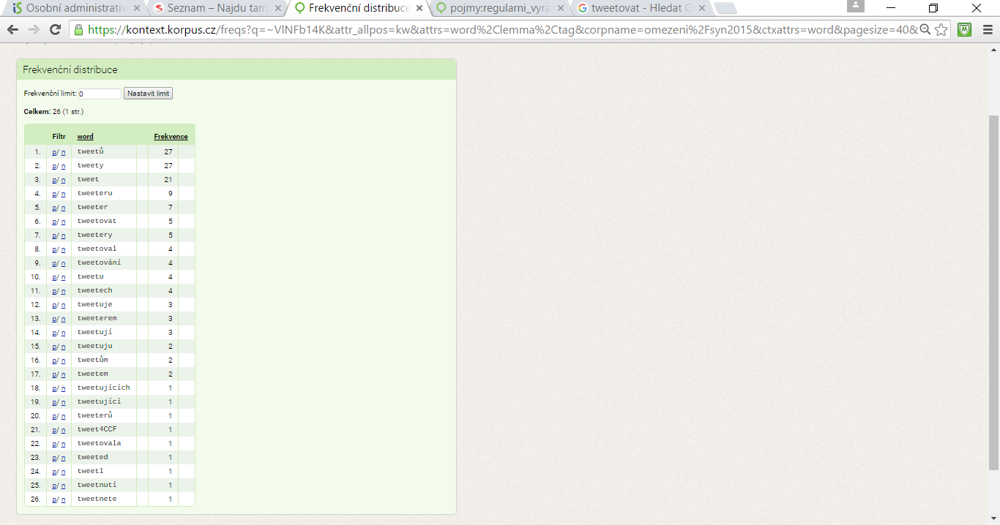 Osobní administrativ
Seznam – Najdu tam
Frekvenční distribuce
pojmy:regularni_vyra
tweetovat - Hledat G
https://kontext.korpus.cz/freqs?q=~VlNFb14K&attr_allpos=kw&attrs=word%2Clemma%2Ctag&corpname=omezeni%2Fsyn2015&ctxattrs=word&pagesize=40&
Frekvenční distribuce
Frekvenční limit: 0 Nastavit limit
Celkem: 26 (1 str.)
Filtr word Frekvence
1. p/ n tweetů 27
2. p/ n tweety 27
3. p/ n tweet 21
4. p/ n tweeteru 9
5. p/ n tweeter 7
6. p/ n tweetovat 5
7. p/ n tweetery 5
8. p/ n tweetoval 4
9. p/ n tweetování 4
10. p/ n tweetu 4
11. p/ n tweetech 4
12. p/ n tweetuje 3
13. p/ n tweeterem 3
14. p/ n tweetují 3
15. p/ n tweetuju 2
16. p/ n tweetům 2
17. p/ n tweetem 2
18. p/ n tweetujících 1
19. p/ n tweetující 1
20. p/ n tweeterů 1
21. p/ n tweet4CCF 1
22. p/ n tweetovala 1
23. p/ n tweeted 1
24. p/ n tweetl 1
25. p/ n tweetnutí 1
26. p/ n tweetnete 1